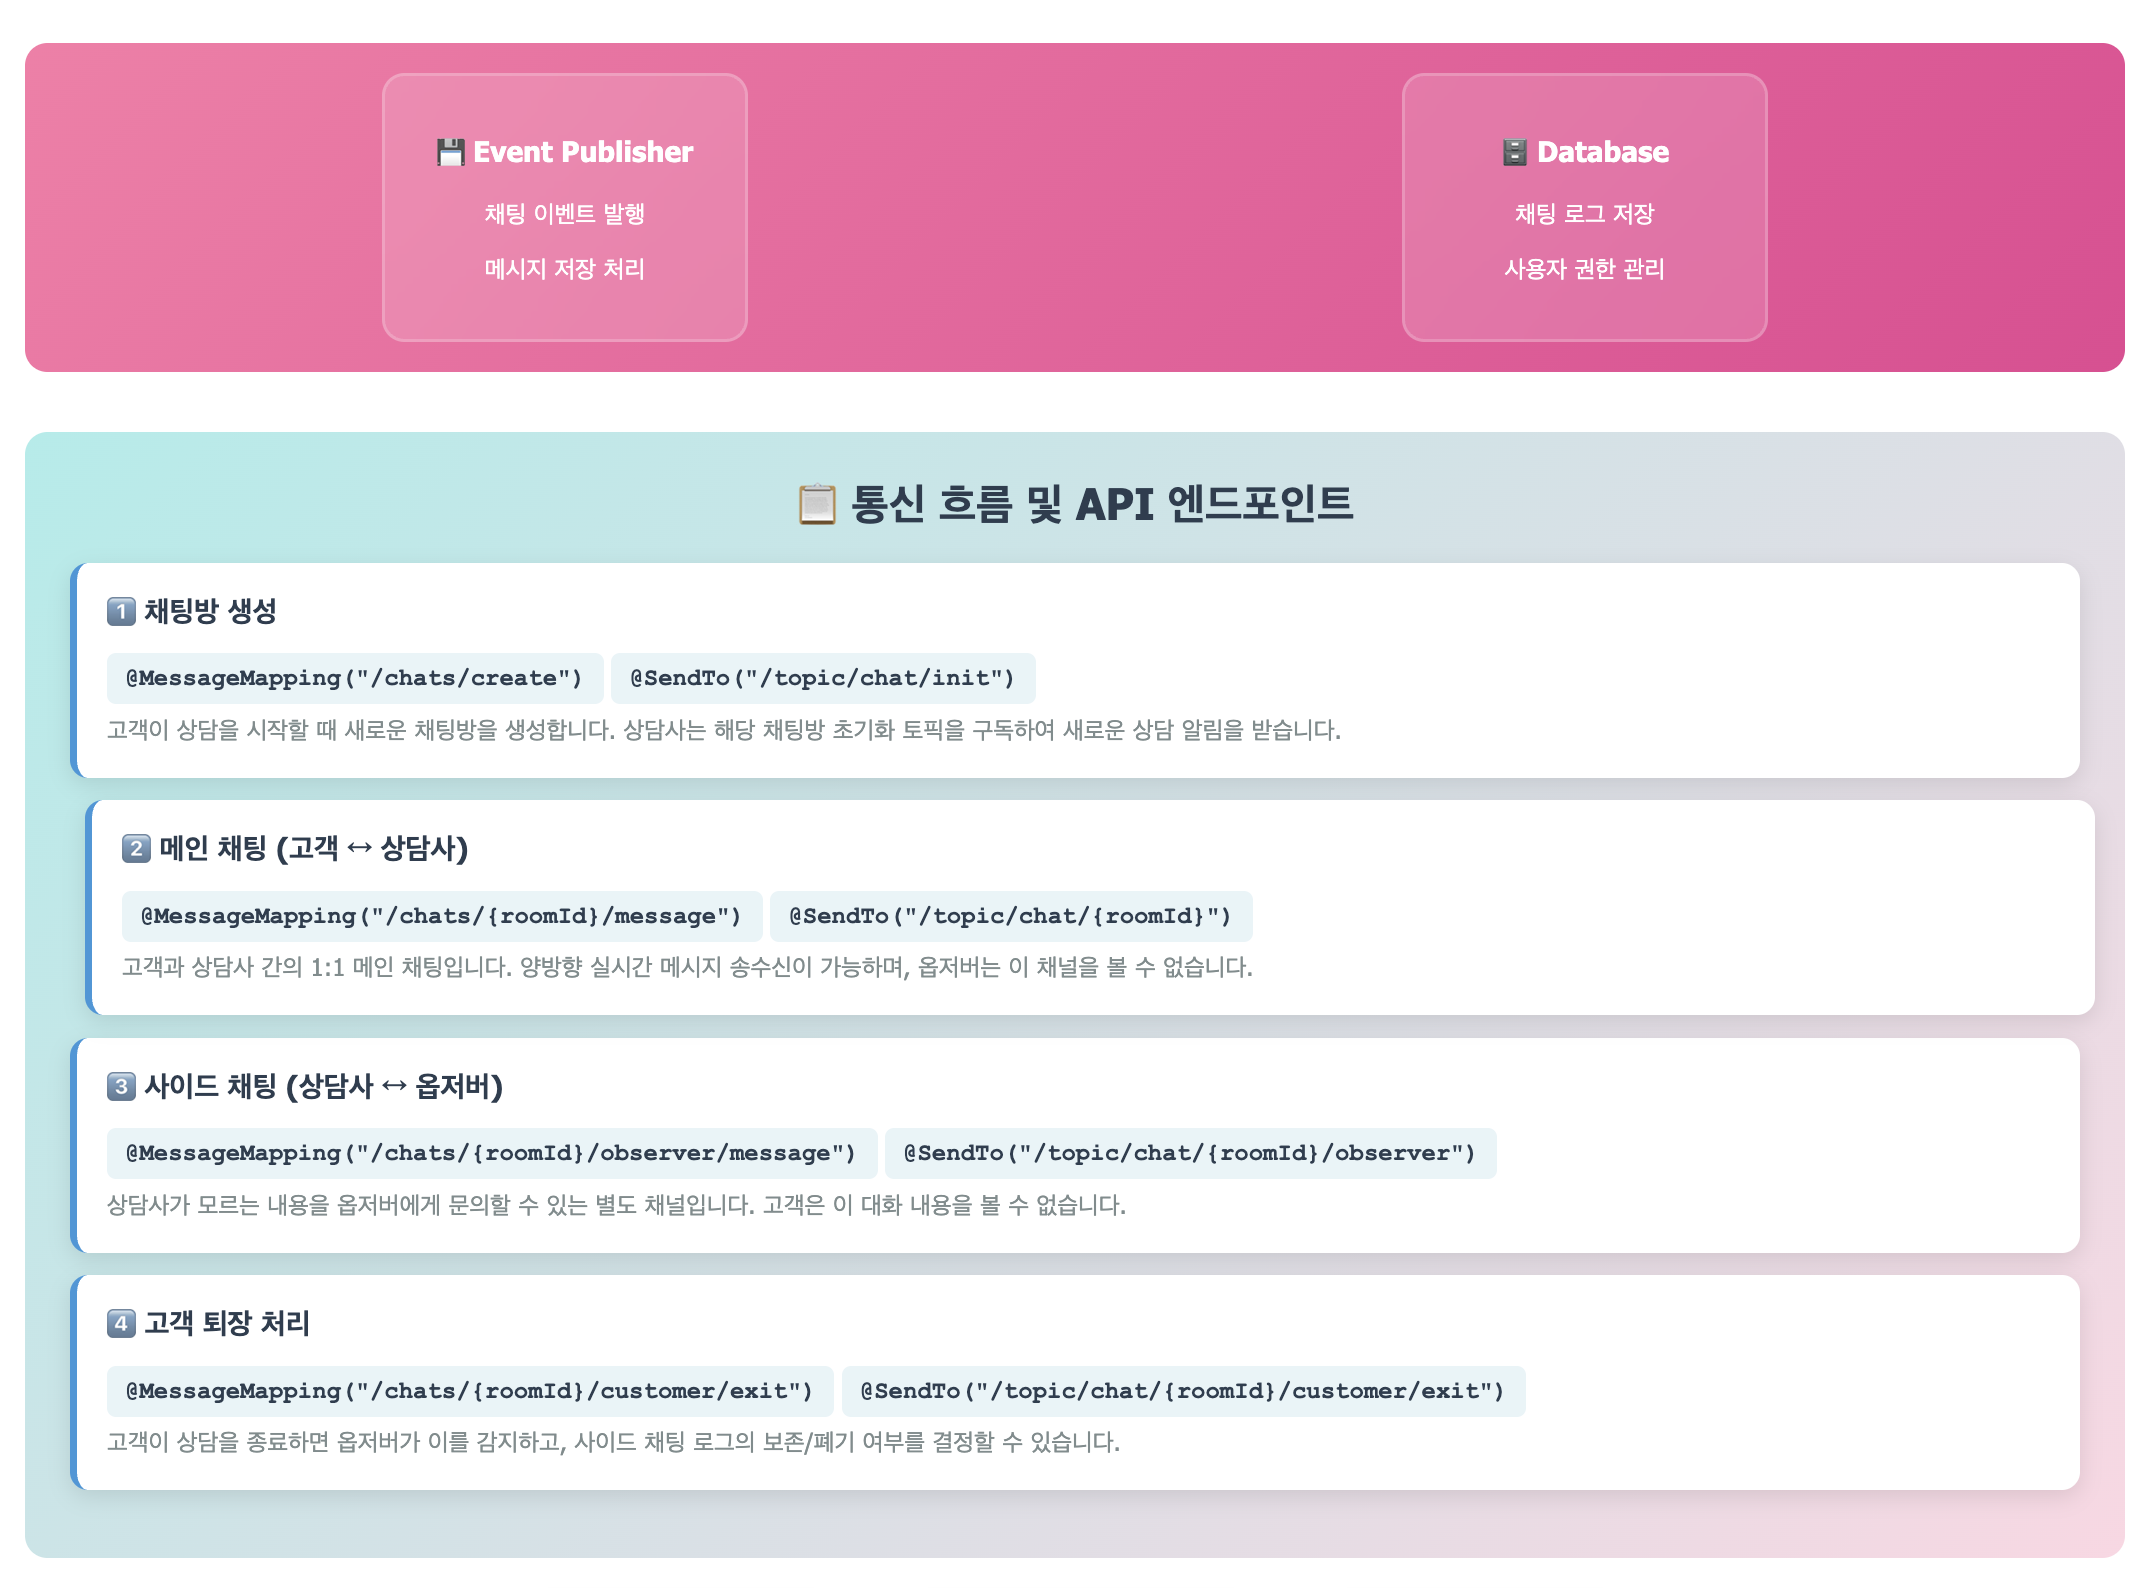 💾 Event Publisher
채팅 이벤트 발행
메시지 저장 처리
🗄️ Database
채팅 로그 저장
사용자 권한 관리
📋 통신 흐름 및 API 엔드포인트
1️⃣ 채팅방 생성
@MessageMapping("/chats/create") @SendTo("/topic/chat/init")
고객이 상담을 시작할 때 새로운 채팅방을 생성합니다. 상담사는 해당 채팅방 초기화 토픽을 구독하여 새로운 상담 알림을 받습니다.
2️⃣ 메인 채팅 (고객 ↔ 상담사)
@MessageMapping("/chats/{roomId}/message") @SendTo("/topic/chat/{roomId}")
고객과 상담사 간의 1:1 메인 채팅입니다. 양방향 실시간 메시지 송수신이 가능하며, 옵저버는 이 채널을 볼 수 없습니다.
3️⃣ 사이드 채팅 (상담사 ↔ 옵저버)
@MessageMapping("/chats/{roomId}/observer/message") @SendTo("/topic/chat/{roomId}/observer")
상담사가 모르는 내용을 옵저버에게 문의할 수 있는 별도 채널입니다. 고객은 이 대화 내용을 볼 수 없습니다.
4️⃣ 고객 퇴장 처리
@MessageMapping("/chats/{roomId}/customer/exit") @SendTo("/topic/chat/{roomId}/customer/exit")
고객이 상담을 종료하면 옵저버가 이를 감지하고, 사이드 채팅 로그의 보존/폐기 여부를 결정할 수 있습니다.